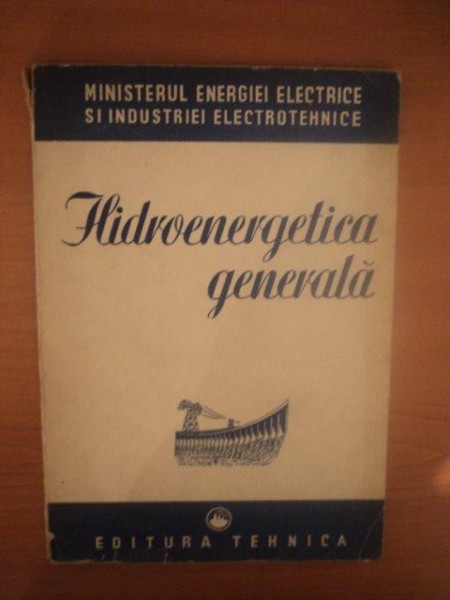 MINISTERUL ENERGIEI ELECTRICE
SI INDUSTRIEI ELECTROTEHNICE
Hidroenergetica
generală
EDITURA TEHNICA